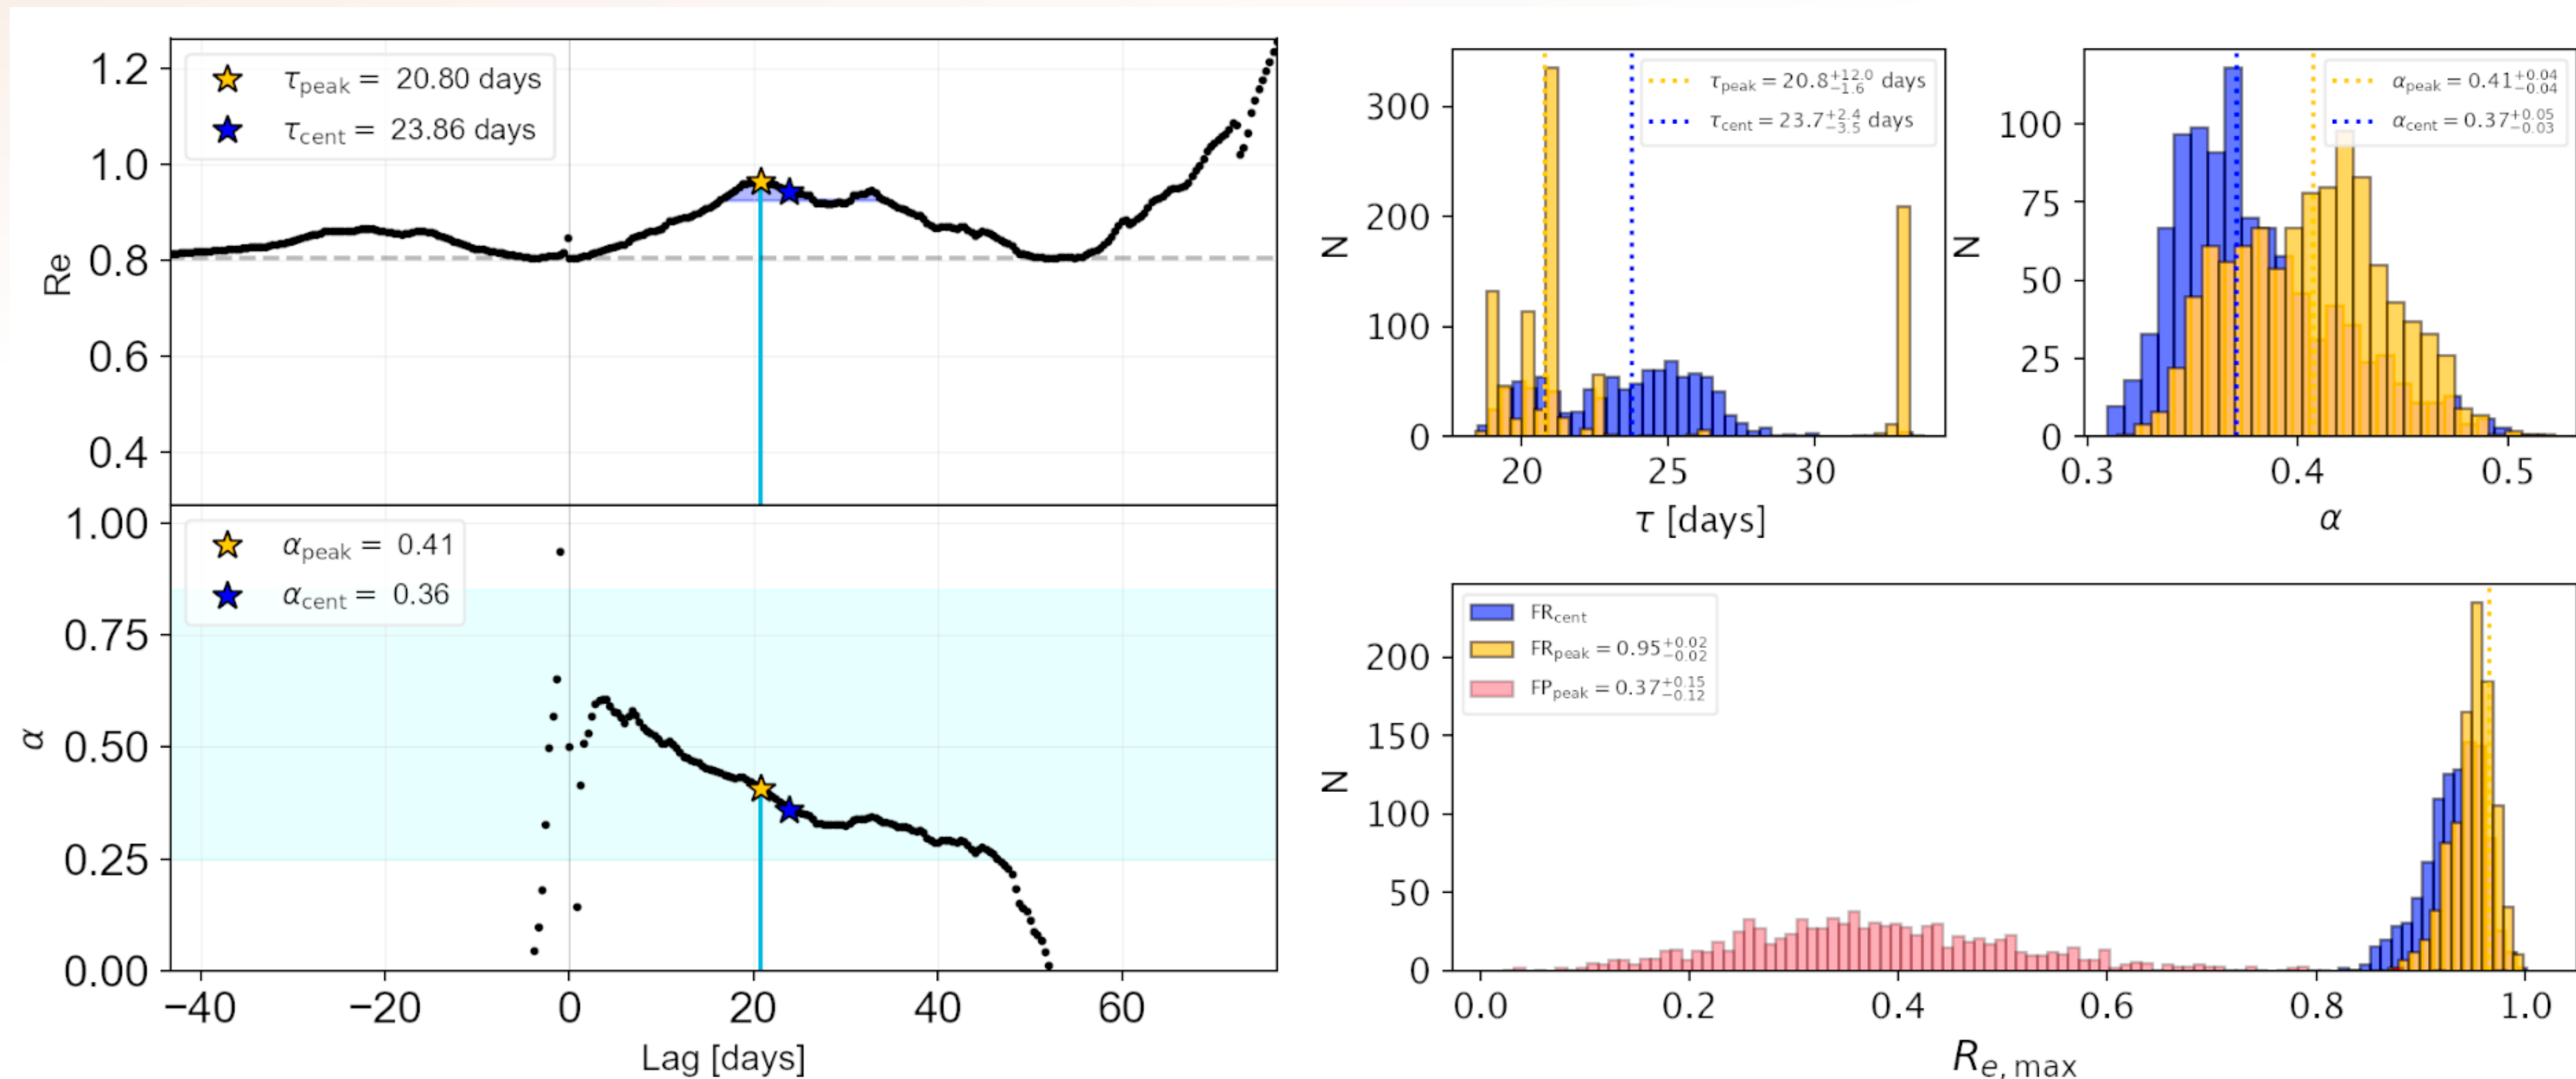 τpeak = 20.80 days
τcent = 23.86 days
1.2
1.0
0.8
0.6
0.4
Re
αpeak = 0.41
αcent = 0.36
1.00
0.75
0.50
0.25
0.00
α
−40 −20 0 20 40 60
Lag [days]
τpeak = 20.8 +12.0 −1.6 days
τcent = 23.7 +2.4 −3.5 days
300
200
100
0
N
20 25 30
τ [days]
αpeak = 0.41 +0.04 −0.04
αcent = 0.37 +0.05 −0.03
100
75
50
25
0
N
0.3 0.4 0.5
α
FRcent
FRpeak = 0.95 +0.02 −0.02
FPpeak = 0.37 +0.15 −0.12
200
150
100
50
0
N
0.0 0.2 0.4 0.6 0.8 1.0
Re, max